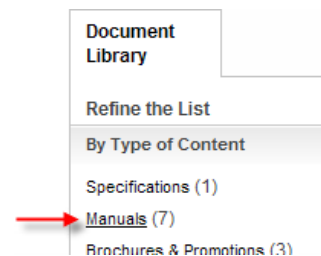 Document
Library
Refine the List
By Type of Content
Specifications (1)
Manuals (7)
Brochures & Promotions (3)